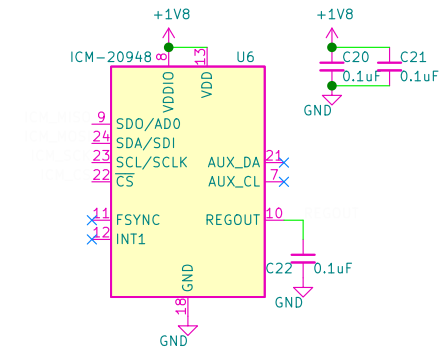 +1V8
+1V8
ICM-20948
U6
8
13
VDDIO
VDD
C20
0.1uF
C21
0.1uF
GND
9
SDO/AD0
24
SDA/SDI
23
SCL/SCLK
22
CS
11
FSYNC
12
INT1
AUX_DA
21
AUX_CL
7
REGOUT
10
GND
18
GND
C22
0.1uF
GND